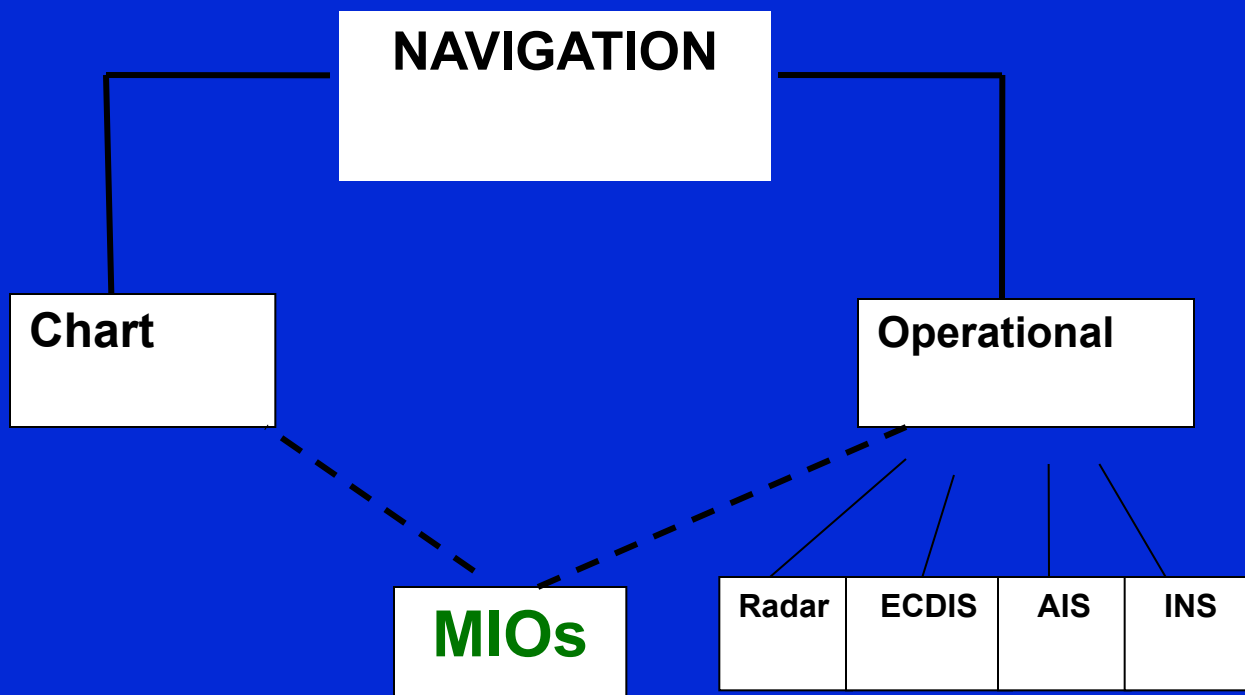 NAVIGATION
Chart
Operational
MIOs
Radar
ECDIS
AIS
INS